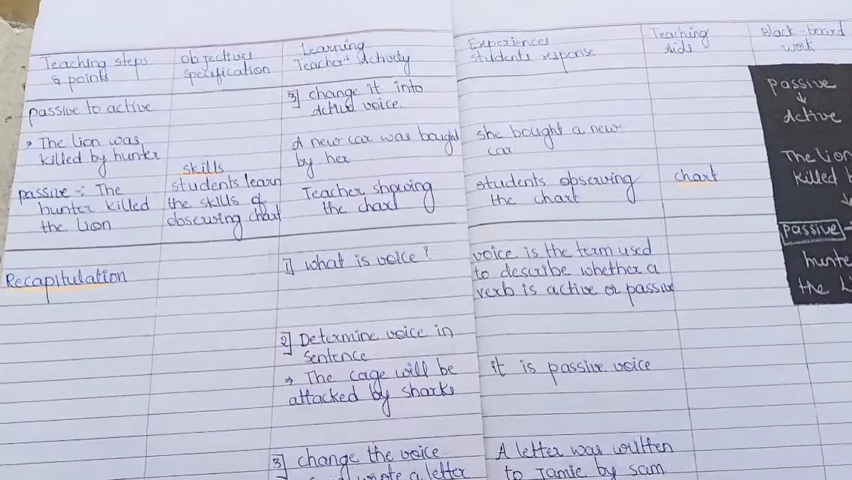 Teaching steps
& points
objectives
specification
Learning
Teacher's Activity
Experiences
students response
Teaching
Aids
Black-board
work
passive to active
3] change it into
Active voice.
→ The Lion was
killed by hunter
A new car was bought
by her
she bought a new
car
passive :- The
hunter killed
the Lion
skills
students learn
the skills of
observing chart
Teacher showing
the chart
students observing
the chart
chart
passive
↓
Active
The Lion
killed
passive
hunte
the Li
Recapitulation
1] what is voice?
voice is the term used
to describe whether a
verb is active or passive
2] Determine voice in
sentence
→ The cage will be
attacked by sharks
it is passive voice
3] change the voice.
wrote a letter
A letter was written
to Jamie by sam